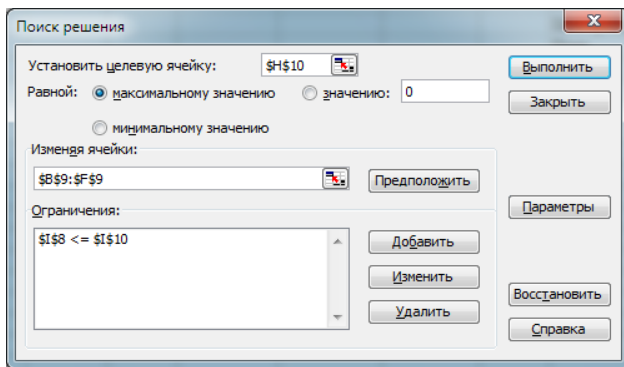 Поиск решения
Установить целевую ячейку: $H$10 Выполнить
Равной: максимальному значению значению: 0 Закрыть
минимальному значению
Изменяя ячейки:
$B$9:$F$9 Предположить
Ограничения: Параметры
$I$8 <= $I$10 Добавить
Изменить
Восстановить
Удалить
Справка